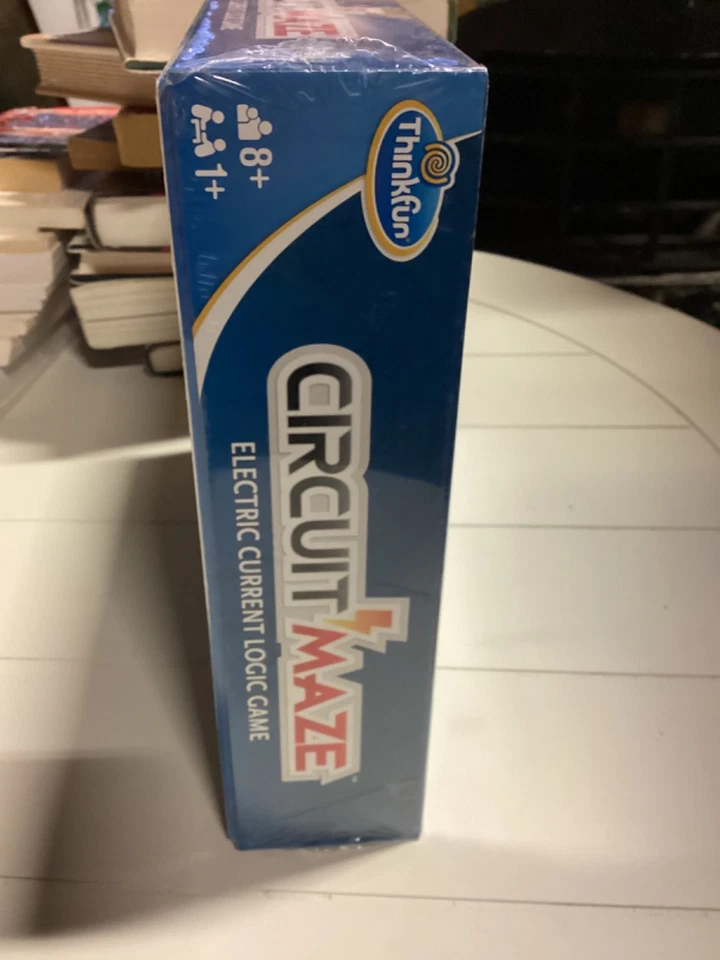 ThinkFun
8+
1+
CIRCUIT MAZE
ELECTRIC CURRENT LOGIC GAME